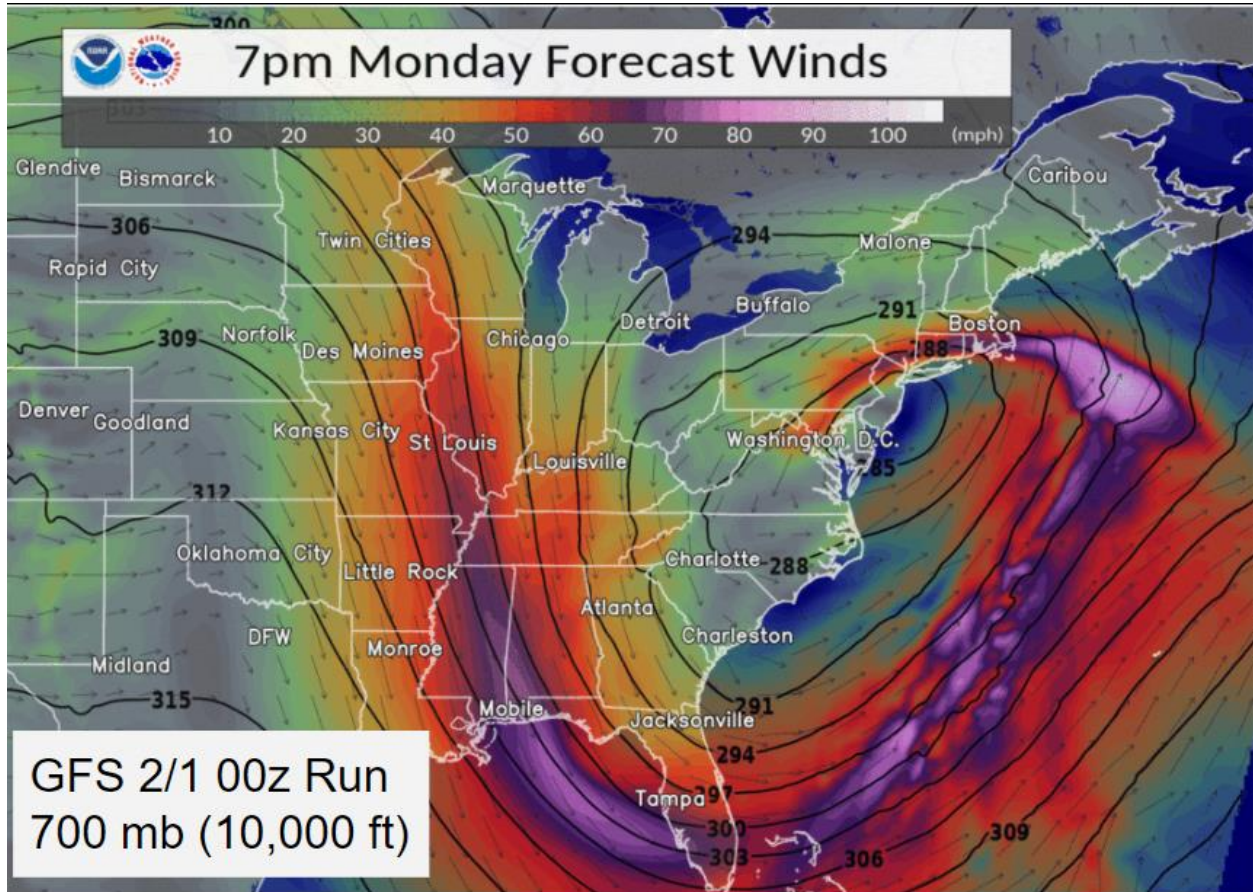 300
7pm Monday Forecast Winds
303
10 20 30 40 50 60 70 80 90 100 (mph)
Glendive
Bismarck
Marquette
Caribou
306
Twin Cities
294
Malone
Rapid City
Buffalo
291
Norfolk
Chicago
Detroit
Boston
309
Des Moines
288
Denver
Goodland
Kansas City
St Louis
Washington D.C.
Louisville
285
312
Oklahoma City
Little Rock
Charlotte
288
Atlanta
DFW
Monroe
Charleston
Midland
315
Mobile
291
Jacksonville
294
GFS 2/1 00z Run
700 mb (10,000 ft)
Tampa
297
300
309
303
306